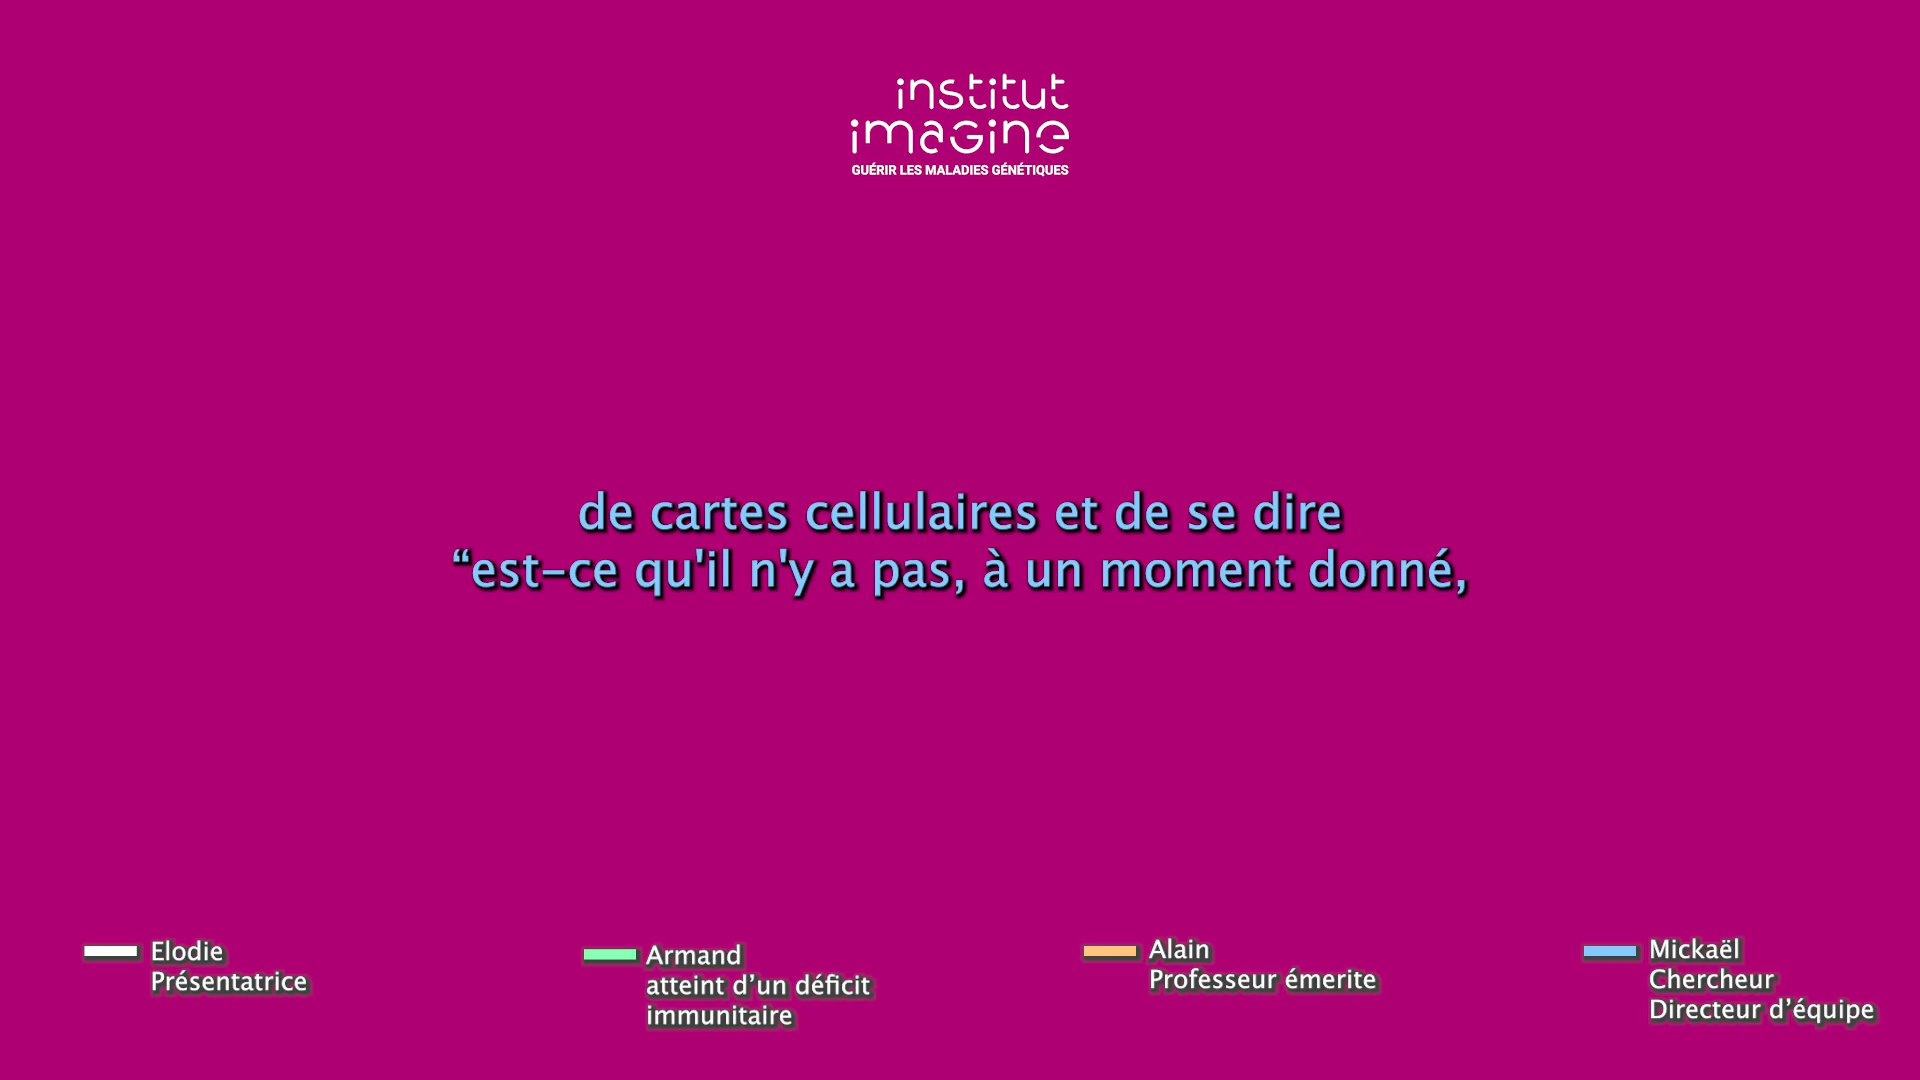 institut
imagine
GUÉRIR LES MALADIES GÉNÉTIQUES
de cartes cellulaires et de se dire
“est-ce qu'il n'y a pas, à un moment donné,
Elodie
Présentatrice
Armand
atteint d’un déficit
immunitaire
Alain
Professeur émerite
Mickaël
Chercheur
Directeur d’équipe